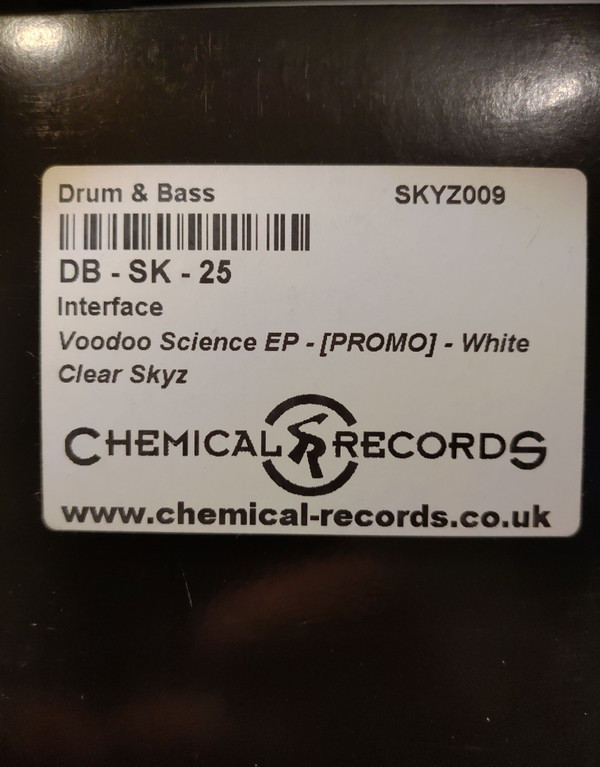 Drum & Bass SKYZ009
DB - SK - 25
Interface
Voodoo Science EP - [PROMO] - White
Clear Skyz
CHEMICAL RECORDS
www.chemical-records.co.uk